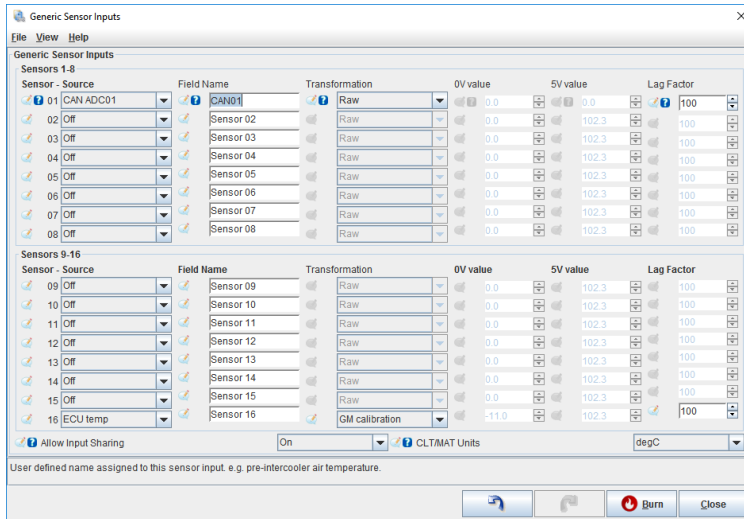 Generic Sensor Inputs
File View Help
Generic Sensor Inputs
Sensors 1-8
Sensor - Source Field Name Transformation 0V value 5V value Lag Factor
01 CAN ADC01 CAN01 Raw 0.0 0.0 100
02 Off Sensor 02 Raw 0.0 102.3 100
03 Off Sensor 03 Raw 0.0 102.3 100
04 Off Sensor 04 Raw 0.0 102.3 100
05 Off Sensor 05 Raw 0.0 102.3 100
06 Off Sensor 06 Raw 0.0 102.3 100
07 Off Sensor 07 Raw 0.0 102.3 100
08 Off Sensor 08 Raw 0.0 102.3 100
Sensors 9-16
Sensor - Source Field Name Transformation 0V value 5V value Lag Factor
09 Off Sensor 09 Raw 0.0 102.3 100
10 Off Sensor 10 Raw 0.0 102.3 100
11 Off Sensor 11 Raw 0.0 102.3 100
12 Off Sensor 12 Raw 0.0 102.3 100
13 Off Sensor 13 Raw 0.0 102.3 100
14 Off Sensor 14 Raw 0.0 102.3 100
15 Off Sensor 15 Raw 0.0 102.3 100
16 ECU temp Sensor 16 GM calibration -11.0 102.3 100
Allow Input Sharing On CLT/MAT Units degC
User defined name assigned to this sensor input. e.g. pre-intercooler air temperature.
Burn Close